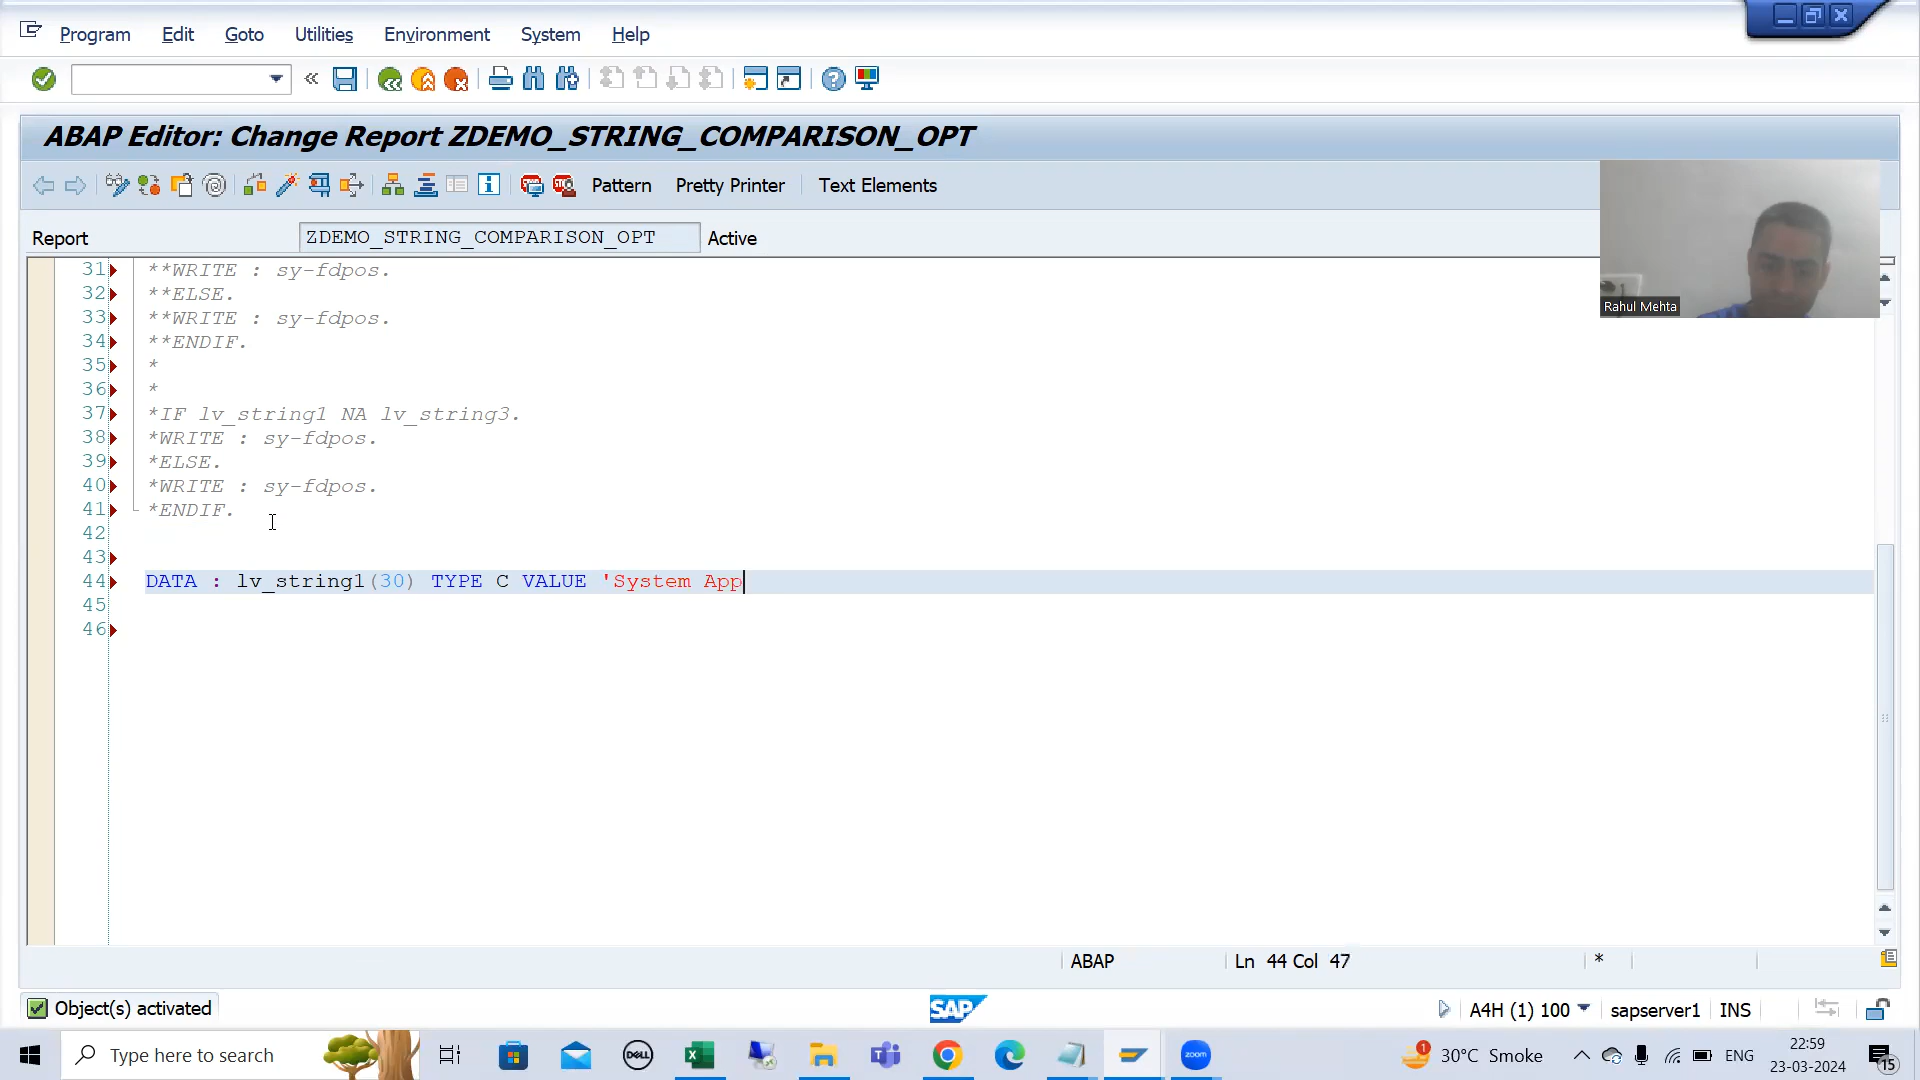 Program Edit Goto Utilities Environment System Help
ABAP Editor: Change Report ZDEMO_STRING_COMPARISON_OPT
Pattern Pretty Printer Text Elements
Report ZDEMO_STRING_COMPARISON_OPT Active
Rahul Mehta
31 **WRITE : sy-fdpos.
32 **ELSE.
33 **WRITE : sy-fdpos.
34 **ENDIF.
35 *
36 *
37 *IF lv_string1 NA lv_string3.
38 *WRITE : sy-fdpos.
39 *ELSE.
40 *WRITE : sy-fdpos.
41 *ENDIF.
42
43
44 DATA : lv_string1(30) TYPE C VALUE 'System App
45
46
ABAP Ln 44 Col 47 *
Object(s) activated SAP A4H (1) 100 sapserver1 INS
Type here to search DELL zoom 1 30°C Smoke ENG 22:59
23-03-2024 15